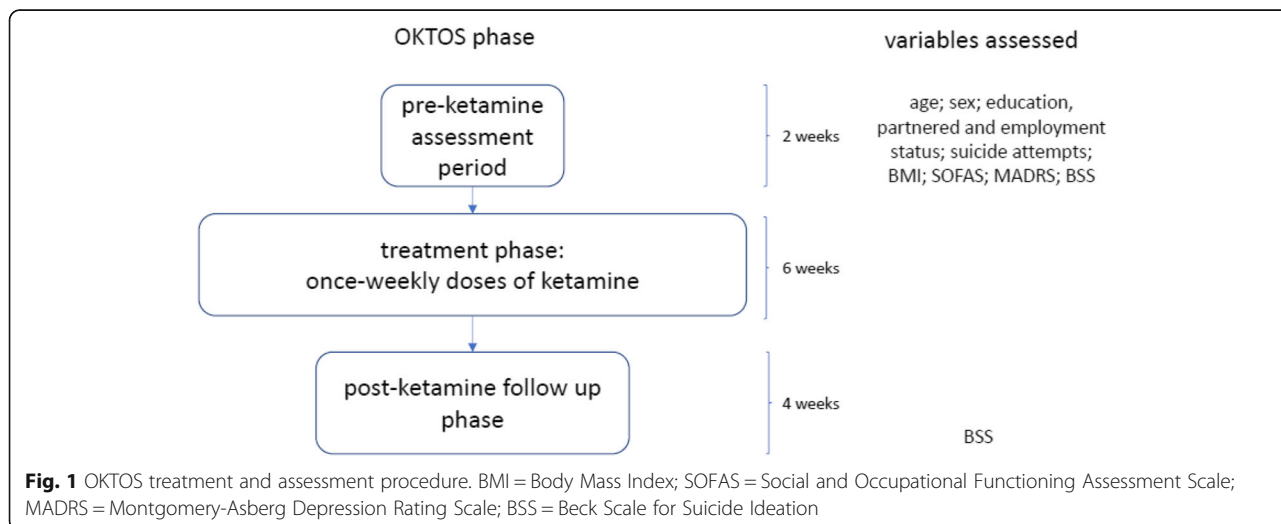 OKTOS phase
variables assessed
pre-ketamine
assessment
period
2 weeks
age; sex; education,
partnered and employment
status; suicide attempts;
BMI; SOFAS; MADRS; BSS
treatment phase:
once-weekly doses of ketamine
6 weeks
post-ketamine follow up
phase
4 weeks
BSS
Fig. 1 OKTOS treatment and assessment procedure. BMI = Body Mass Index; SOFAS = Social and Occupational Functioning Assessment Scale;
MADRS = Montgomery-Asberg Depression Rating Scale; BSS = Beck Scale for Suicide Ideation